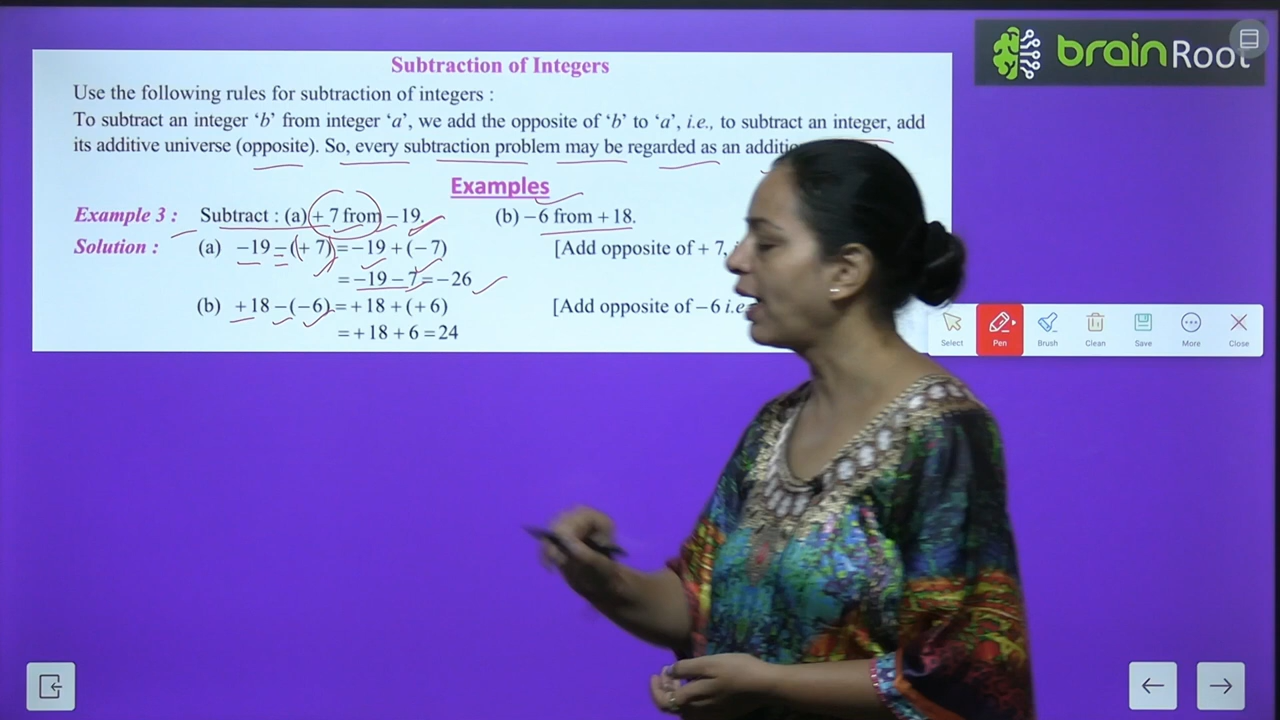 brainRoot
Subtraction of Integers
Use the following rules for subtraction of integers :
To subtract an integer ‘b’ from integer ‘a’, we add the opposite of ‘b’ to ‘a’, i.e., to subtract an integer, add
its additive universe (opposite). So, every subtraction problem may be regarded as an
Examples
Example 3 : Subtract : (a) + 7 from – 19. (b) – 6 from + 18.
Solution : (a) – 19 – (+ 7) = – 19 + (– 7) [Add opposite of + 7,
= – 19 – 7 = – 26
(b) + 18 – (– 6) = + 18 + (+ 6) [Add opposite of – 6 i.e
= + 18 + 6 = 24
Select Pen Brush Clean Save More Close